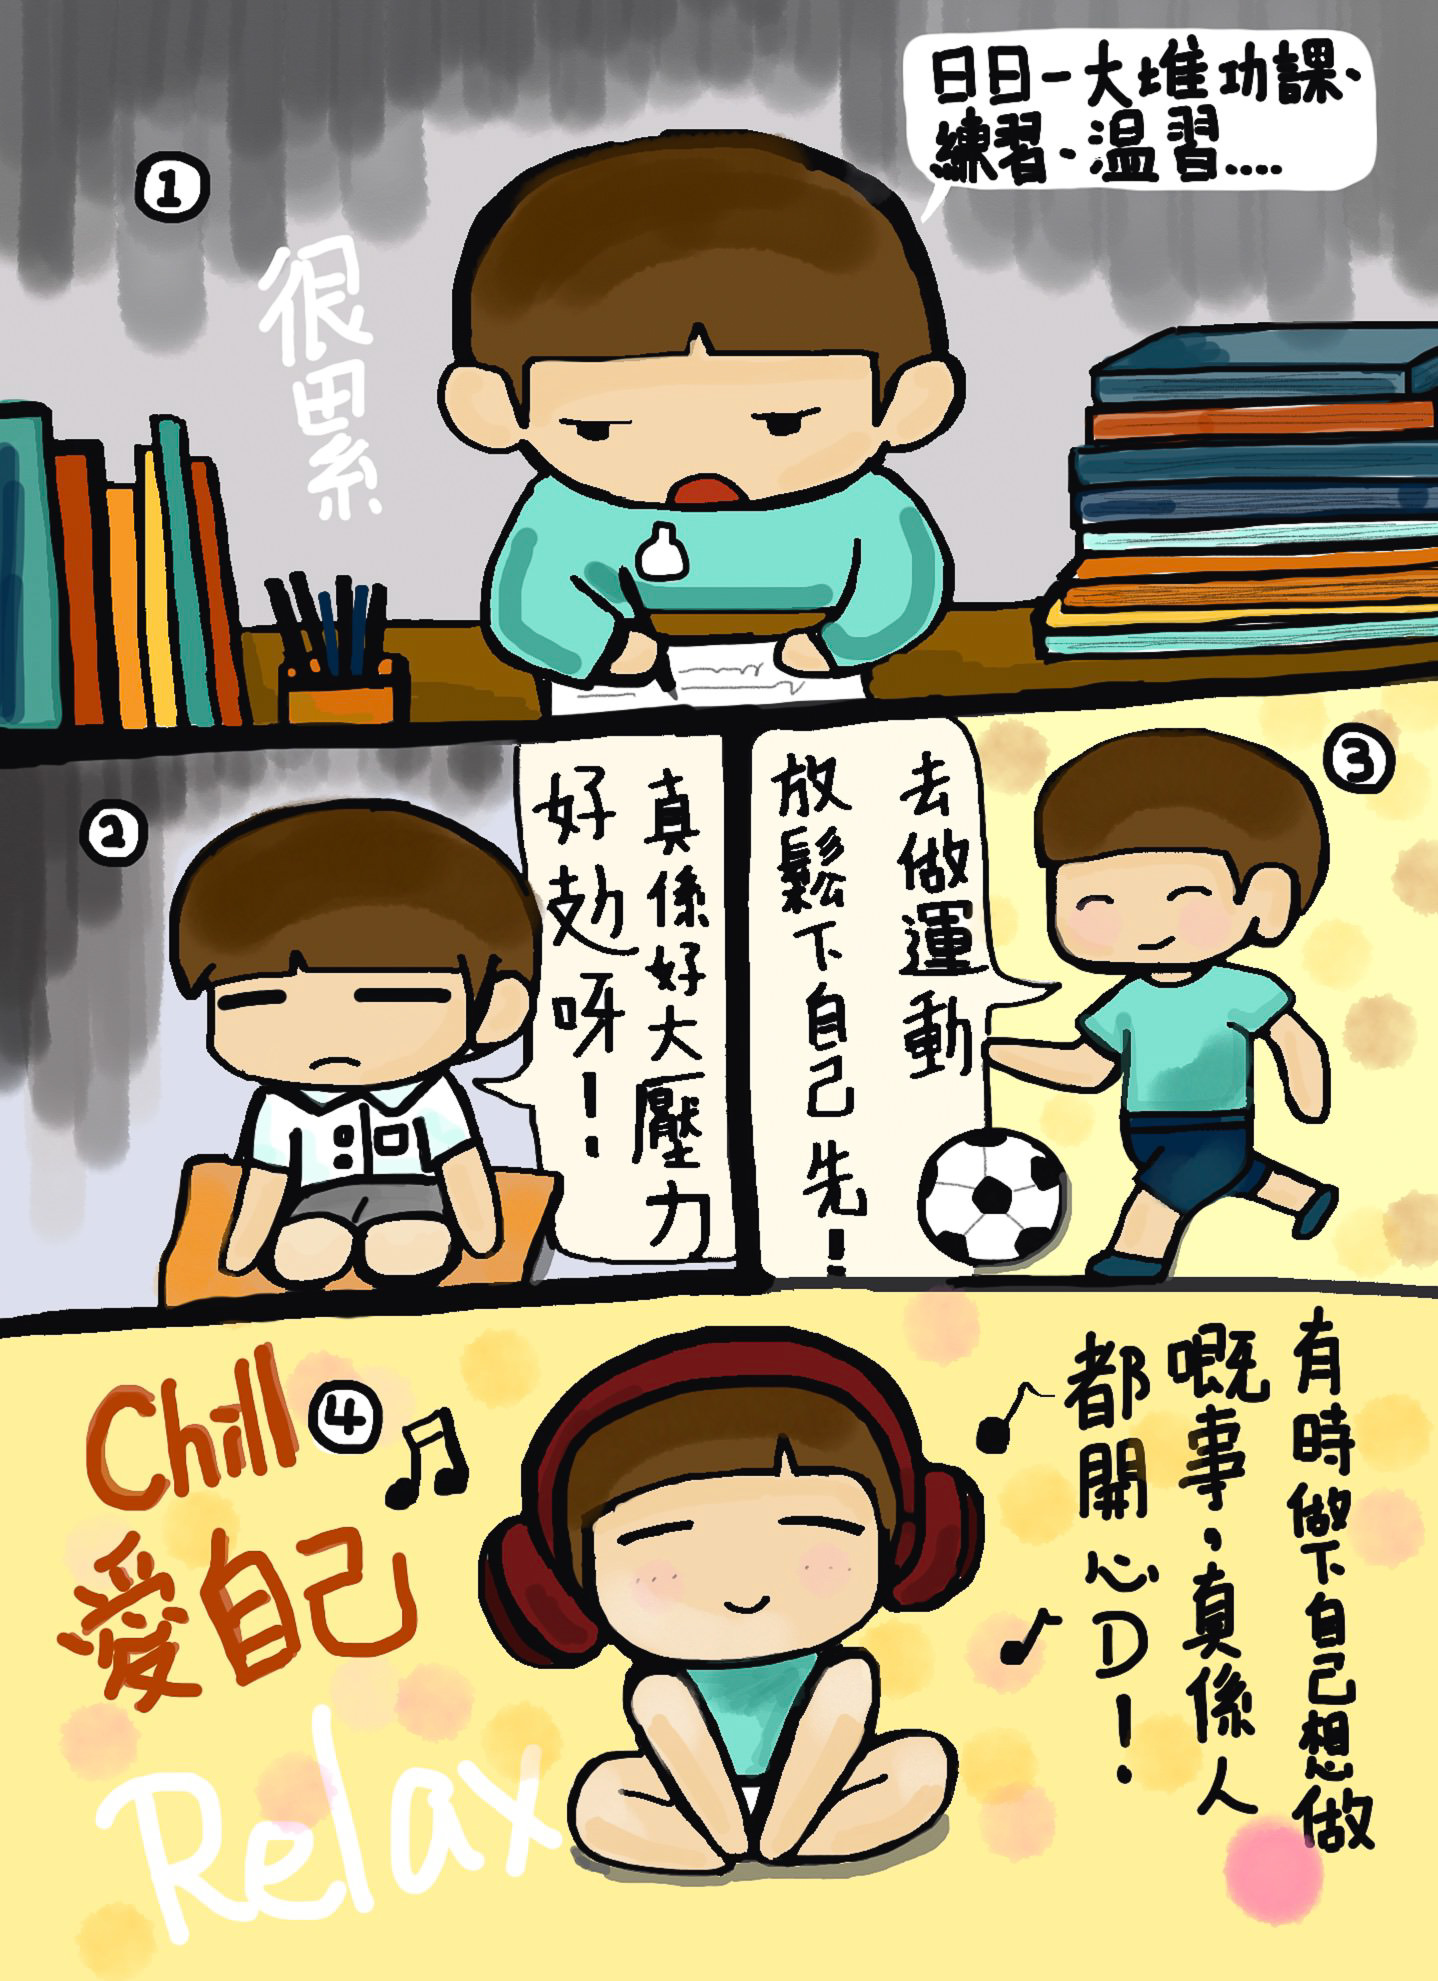 ①
日日一大堆功課、
練習、温習....
很累
②
真係好大壓力
好攰呀！
③
去做運動
放鬆下自己先！
④
有時做下自己想做
嘅事，真係人
都開心D！
Chill
愛自己
Relax